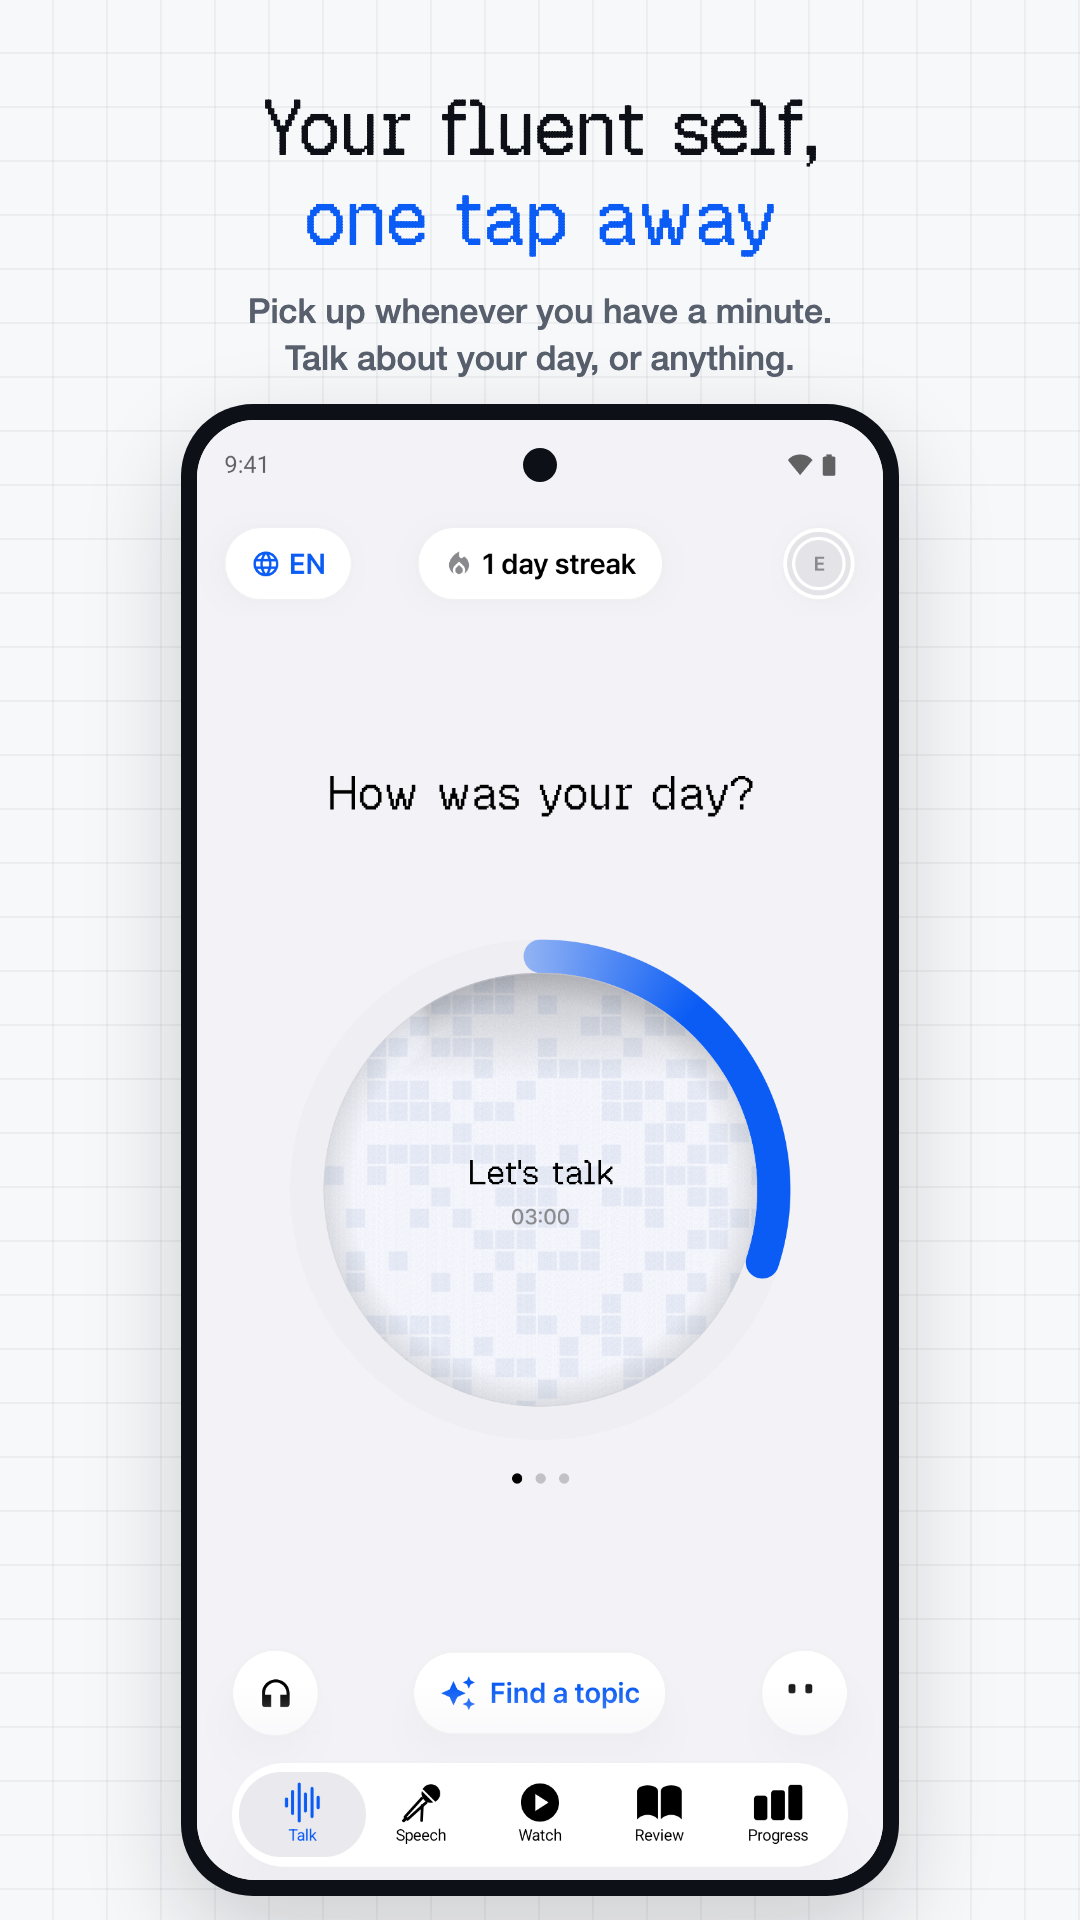 Your fluent self,
one tap away
Pick up whenever you have a minute.
Talk about your day, or anything.
9:41
EN
1 day streak
E
How was your day?
Let's talk
03:00
Find a topic
Talk
Speech
Watch
Review
Progress